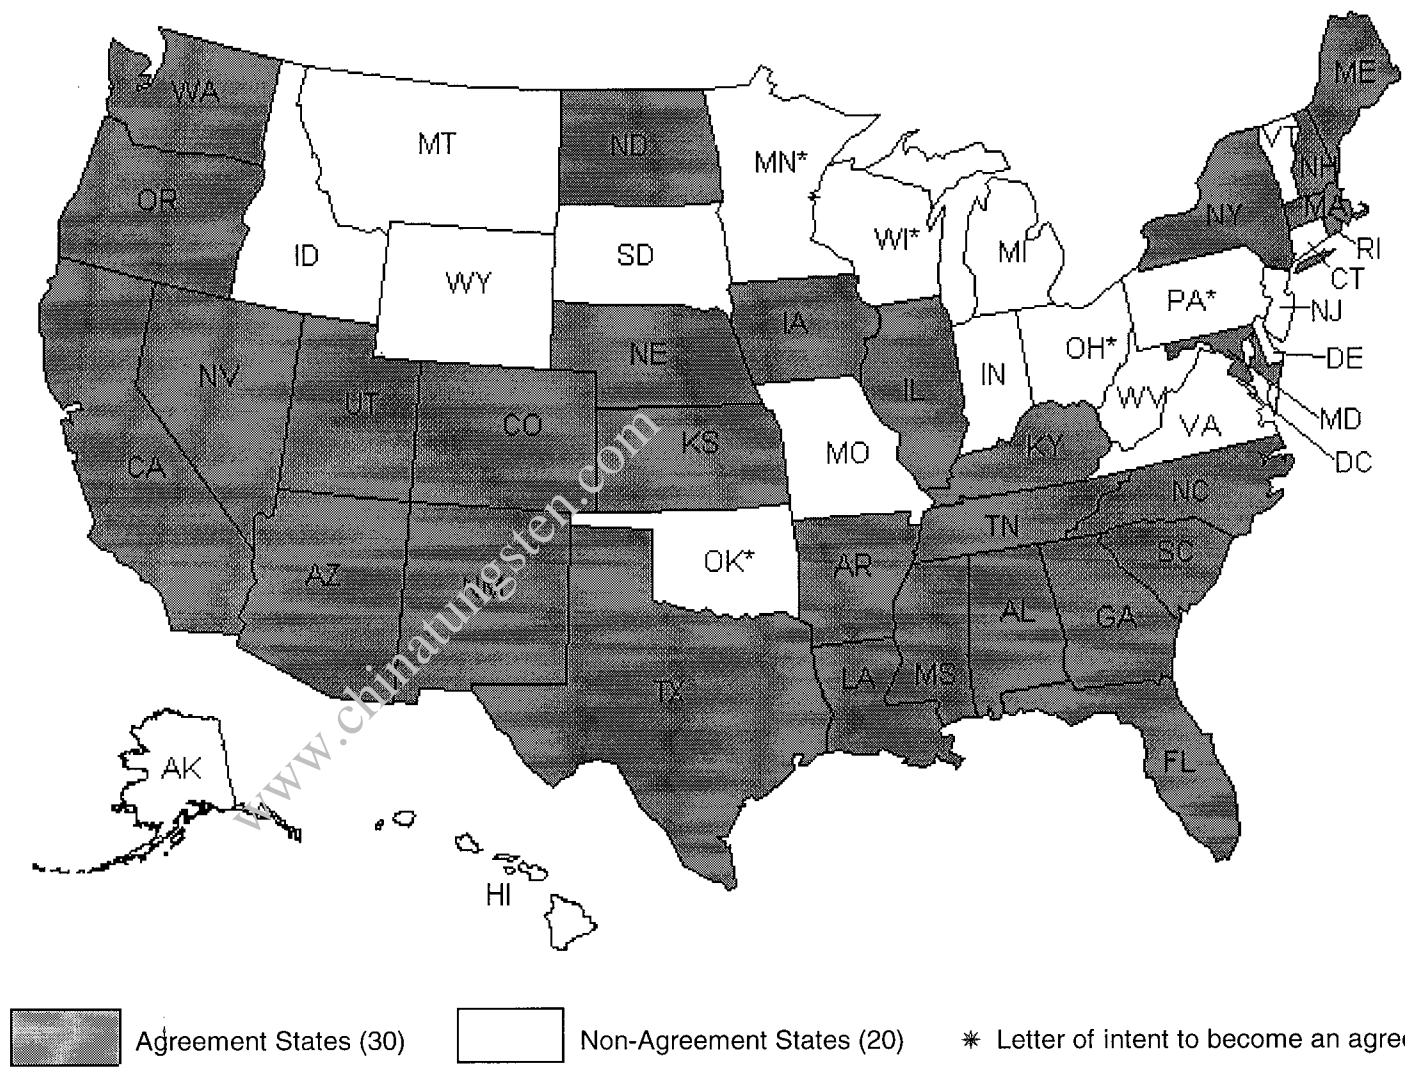 WA
ME
MT
ND
VT
MN*
NH
OR
MA
NY
WI*
RI
ID
SD
MI
CT
WY
PA*
NJ
IA
NE
OH*
DE
NV
IN
UT
IL
WV
MD
CO
VA
KS
KY
MO
CA
DC
NC
TN
SC
OK*
AR
AZ
NM
AL
GA
LA
MS
TX
FL
AK
HI
www.chinatungsten.com
Agreement States (30)
Non-Agreement States (20)
* Letter of intent to become an agre